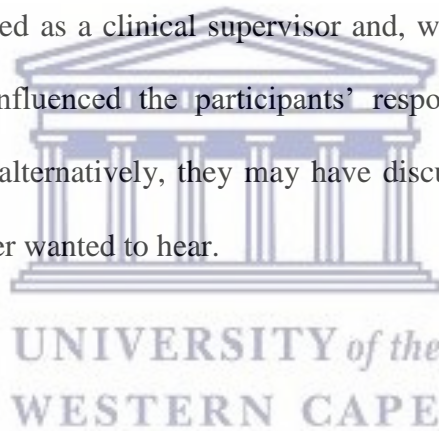 ed as a clinical supervisor and, w
nfluenced the participants’ respo
alternatively, they may have discu
er wanted to hear.
UNIVERSITY of the
WESTERN CAPE